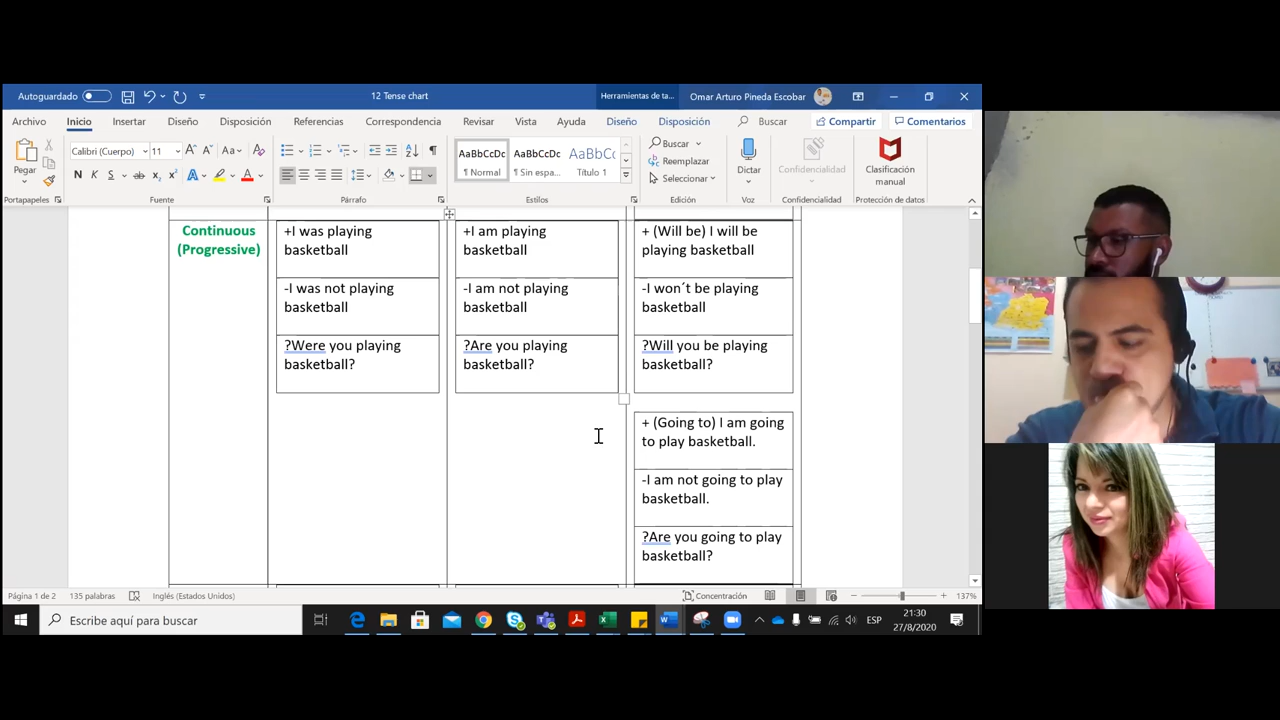 Autoguardado
12 Tense chart
Herramientas de ta...
Omar Arturo Pineda Escobar
Archivo
Inicio
Insertar
Diseño
Disposición
Referencias
Correspondencia
Revisar
Vista
Ayuda
Diseño
Disposición
Buscar
Compartir
Comentarios
Pegar
Calibri (Cuerpo)
11
Aa
N K S ab x₂ x²
AaBbCcDc
¶ Normal
AaBbCcDc
¶ Sin espa...
AaBbCc
Título 1
Buscar
Reemplazar
Seleccionar
Dictar
Confidencialidad
Clasificación
manual
Portapapeles
Fuente
Párrafo
Estilos
Edición
Voz
Confidencialidad
Protección de datos
Continuous
(Progressive)
+I was playing
basketball
-I was not playing
basketball
?Were you playing
basketball?
+I am playing
basketball
-I am not playing
basketball
?Are you playing
basketball?
+ (Will be) I will be
playing basketball
-I won´t be playing
basketball
?Will you be playing
basketball?
+ (Going to) I am going
to play basketball.
-I am not going to play
basketball.
?Are you going to play
basketball?
Página 1 de 2
135 palabras
Inglés (Estados Unidos)
Concentración
137%
Escribe aquí para buscar
ESP
21:30
27/8/2020